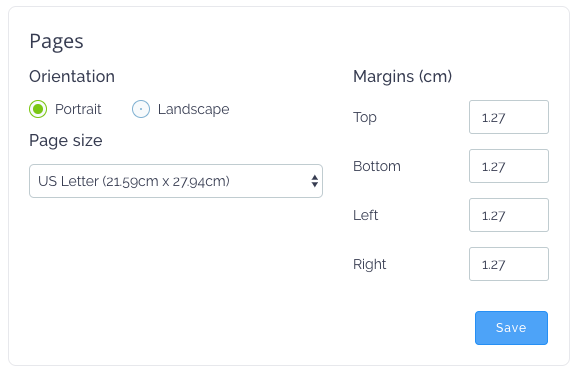 Pages
Orientation
Portrait
Landscape
Page size
US Letter (21.59cm x 27.94cm)
Margins (cm)
Top
1.27
Bottom
1.27
Left
1.27
Right
1.27
Save